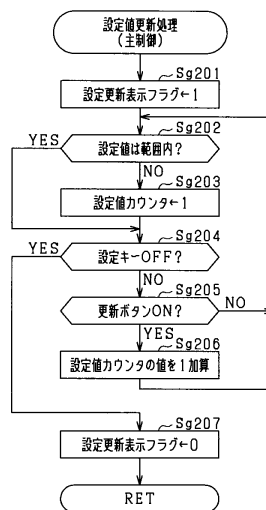 設定値更新処理
(主制御)
Sg201
設定更新表示フラグ←1
Sg202
設定値は範囲内?
YES
NO
Sg203
設定値カウンタ←1
Sg204
設定キーOFF?
YES
NO
Sg205
更新ボタンON?
NO
YES
Sg206
設定値カウンタの値を1加算
Sg207
設定更新表示フラグ←0
RET